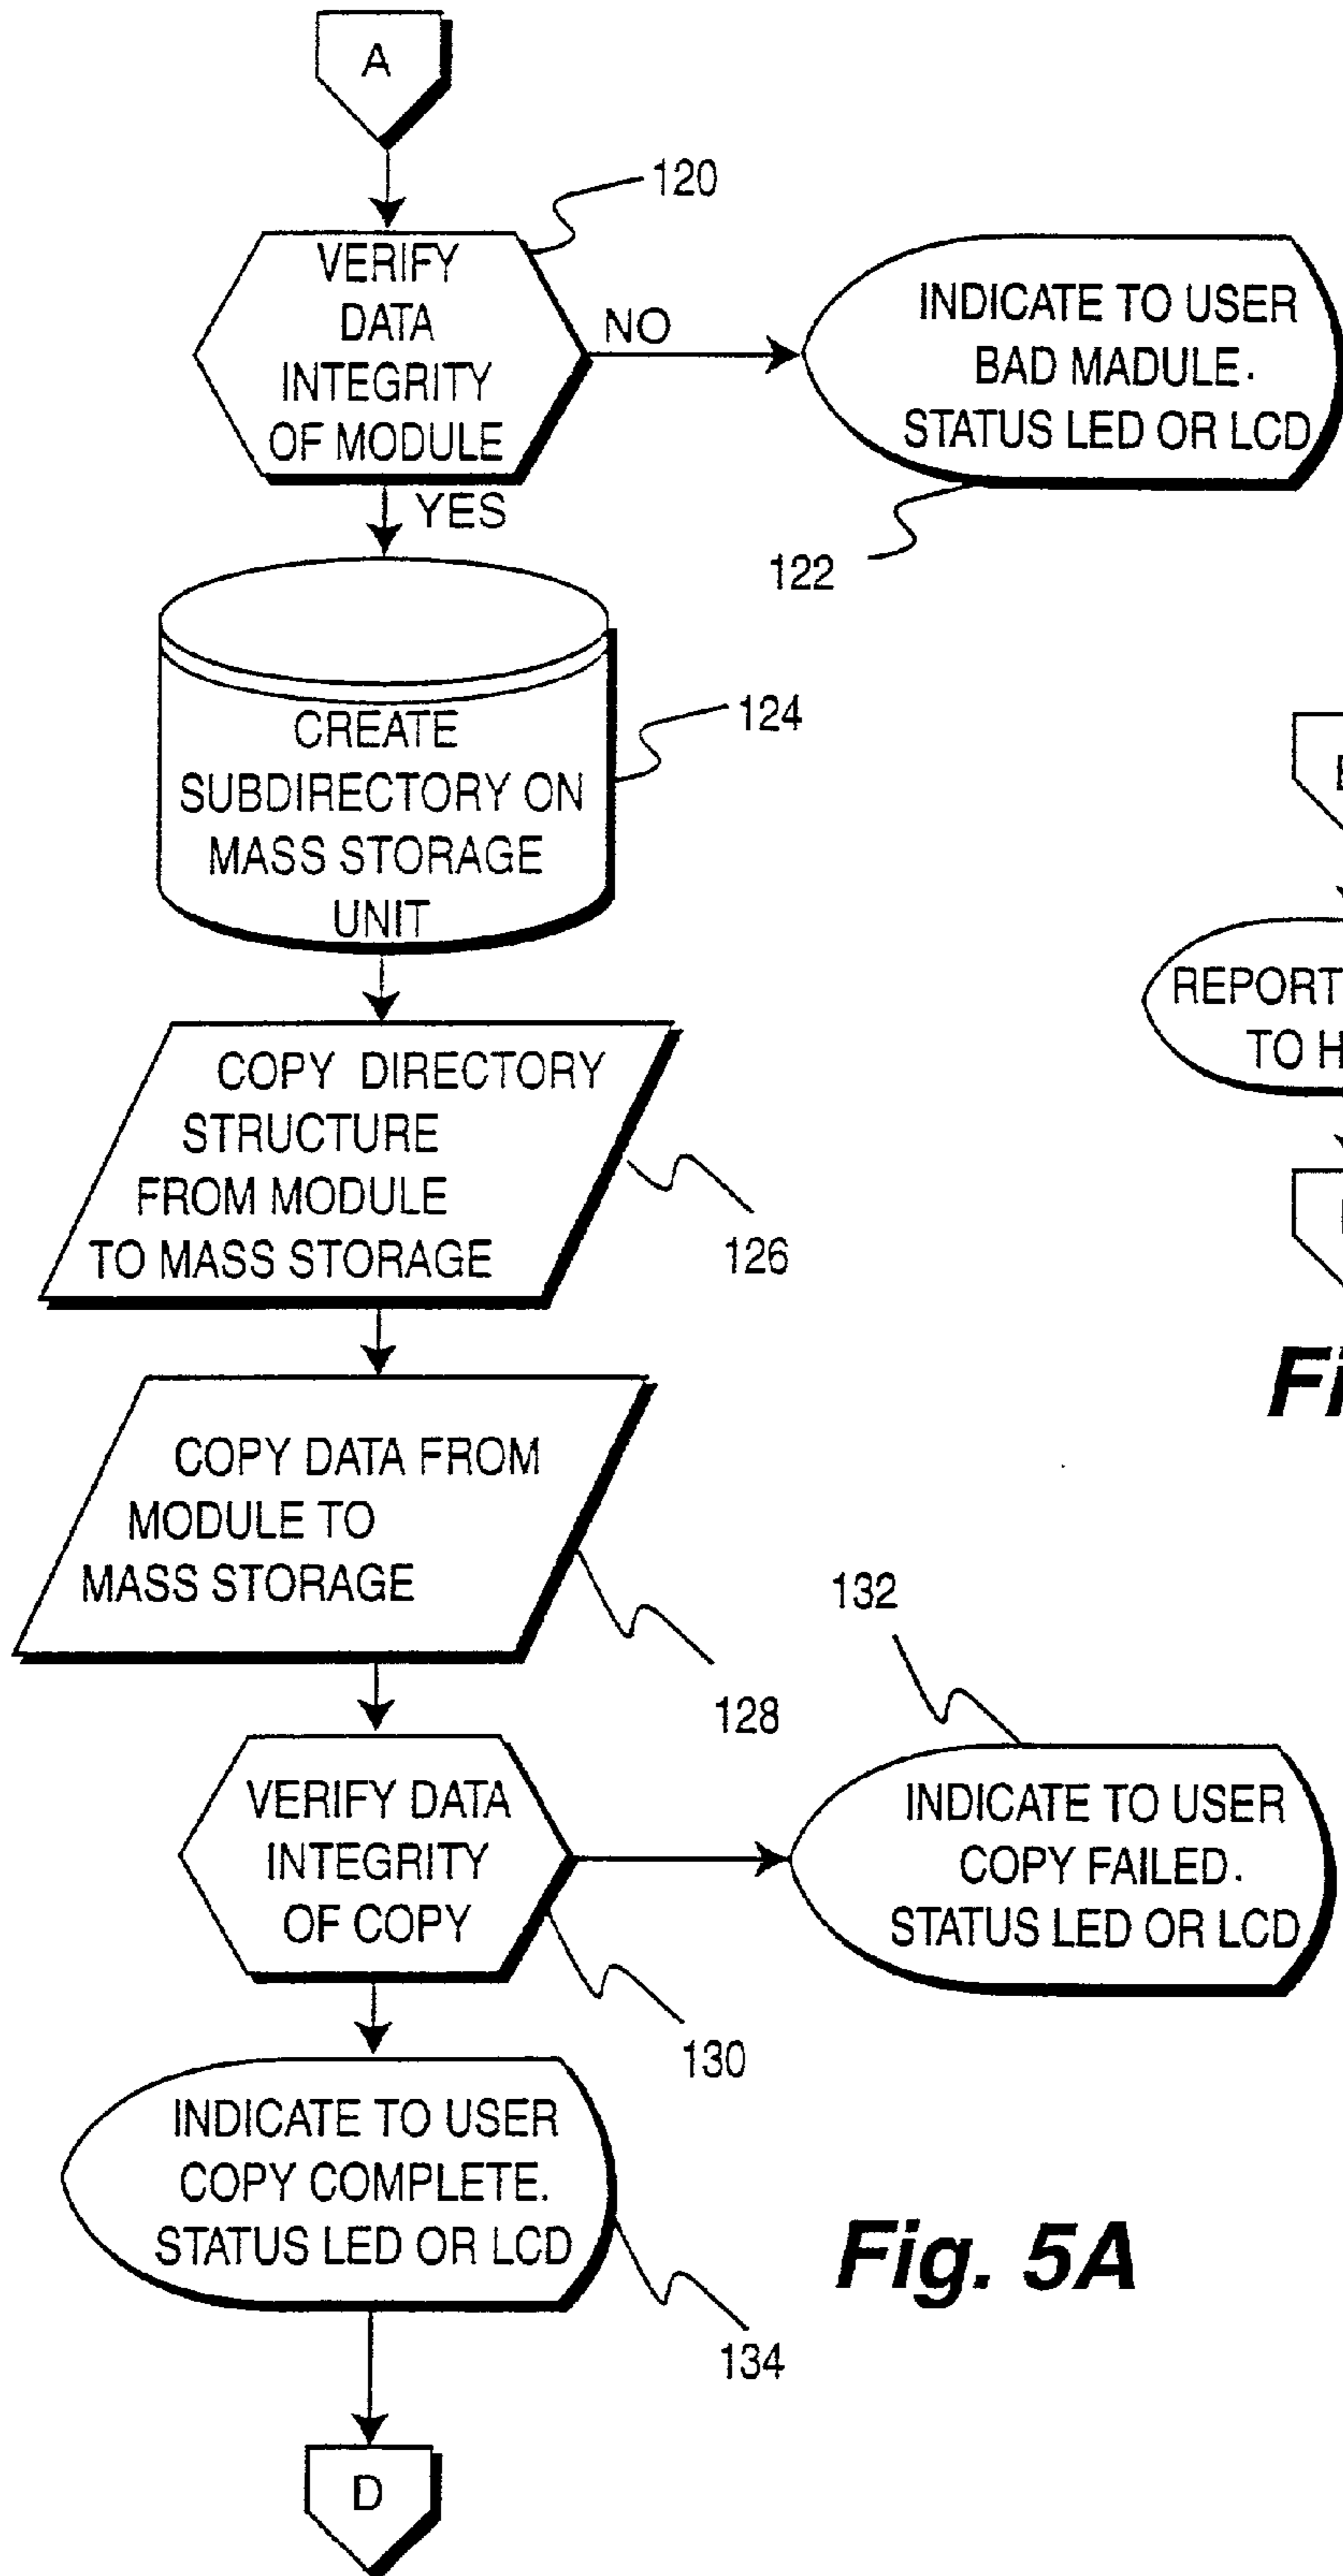 A
120
VERIFY
DATA
INTEGRITY
OF MODULE
NO
INDICATE TO USER
BAD MADULE.
STATUS LED OR LCD
122
YES
CREATE
SUBDIRECTORY ON
MASS STORAGE
UNIT
124
COPY DIRECTORY
STRUCTURE
FROM MODULE
TO MASS STORAGE
126
COPY DATA FROM
MODULE TO
MASS STORAGE
128
VERIFY DATA
INTEGRITY
OF COPY
130
132
INDICATE TO USER
COPY FAILED.
STATUS LED OR LCD
INDICATE TO USER
COPY COMPLETE.
STATUS LED OR LCD
134
D
Fig. 5A
REPORT
TO